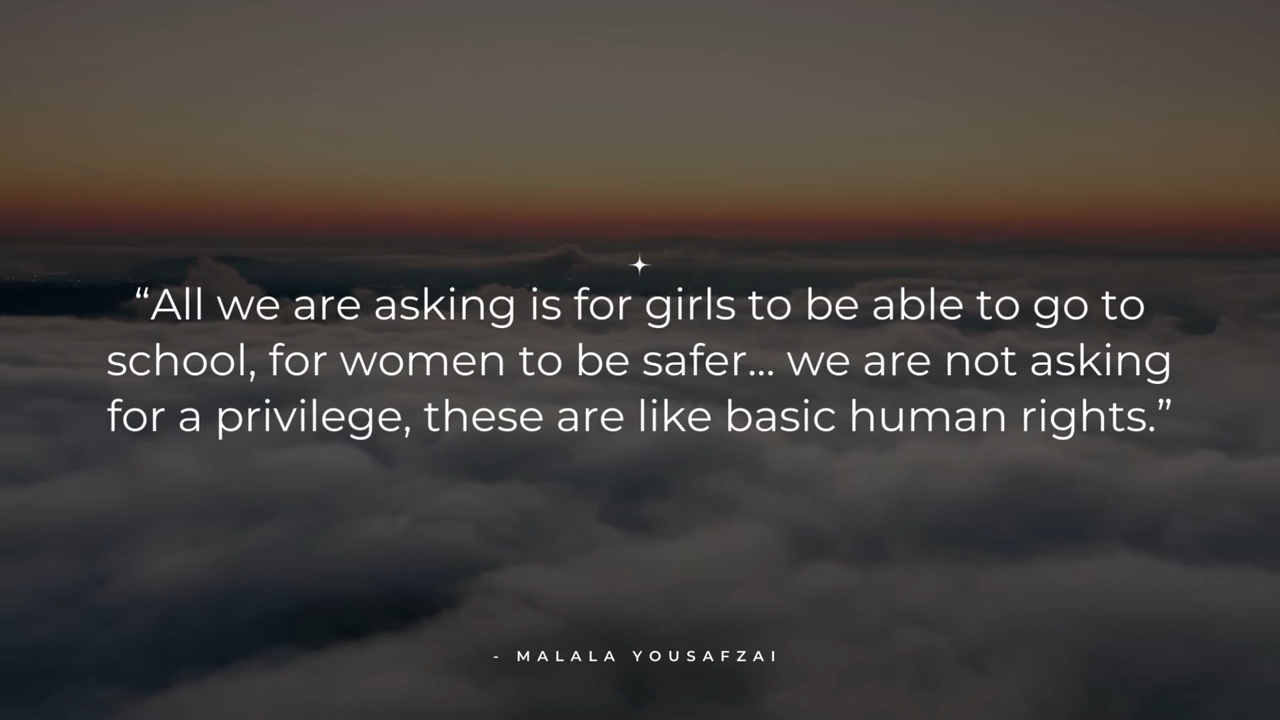 “All we are asking is for girls to be able to go to
school, for women to be safer... we are not asking
for a privilege, these are like basic human rights.”
- MALALA YOUSAFZAI